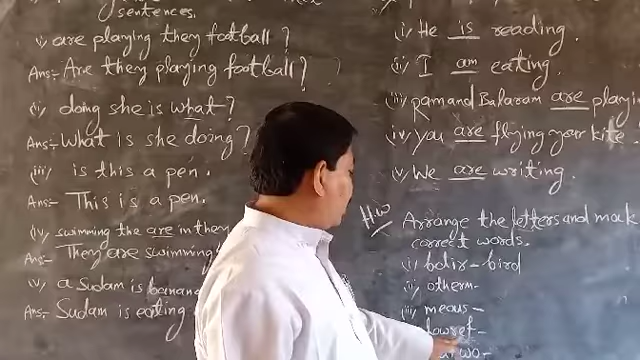 sentences.
(i) are playing they football ?
Ans:- Are they playing football ?
(ii) doing she is what ?
Ans:- What is she doing ?
(iii) is this a pen.
Ans:- This is a pen.
(iv) swimming the are in they
Ans:- They are swimming
(v) a Sudam is banana
Ans:- Sudam is eating
(i) He is reading.
(ii) I am eating.
(iii) Ram and Balaram are playing
(iv) You are flying your kite.
(v) We are writing.
H.W Arrange the letters and mack
correct words.
(i) bdir - bird
(ii) otherm-
(iii) meous-
lowref-